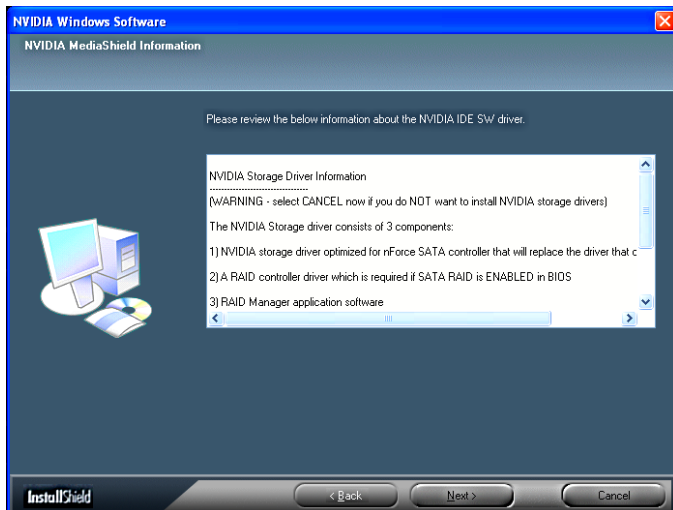 NVIDIA Windows Software
NVIDIA MediaShield Information
Please review the below information about the NVIDIA IDE SW driver.
NVIDIA Storage Driver Information
---------------------------------
(WARNING - select CANCEL now if you do NOT want to install NVIDIA storage drivers)
The NVIDIA Storage driver consists of 3 components:
1) NVIDIA storage driver optimized for nForce SATA controller that will replace the driver that c
2) A RAID controller driver which is required if SATA RAID is ENABLED in BIOS
3) RAID Manager application software
InstallShield
< Back
Next >
Cancel